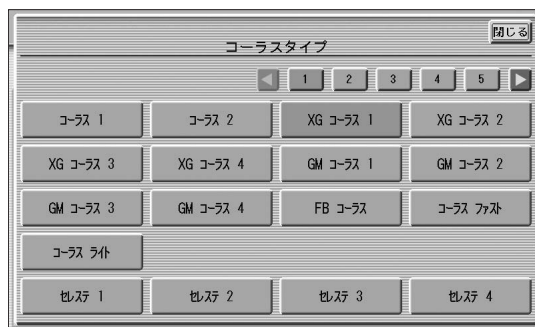 閉じる
コーラスタイプ
1 2 3 4 5
コーラス 1 コーラス 2 XG コーラス 1 XG コーラス 2
XG コーラス 3 XG コーラス 4 GM コーラス 1 GM コーラス 2
GM コーラス 3 GM コーラス 4 FB コーラス コーラス ファスト
コーラス ライト
セレステ 1 セレステ 2 セレステ 3 セレステ 4